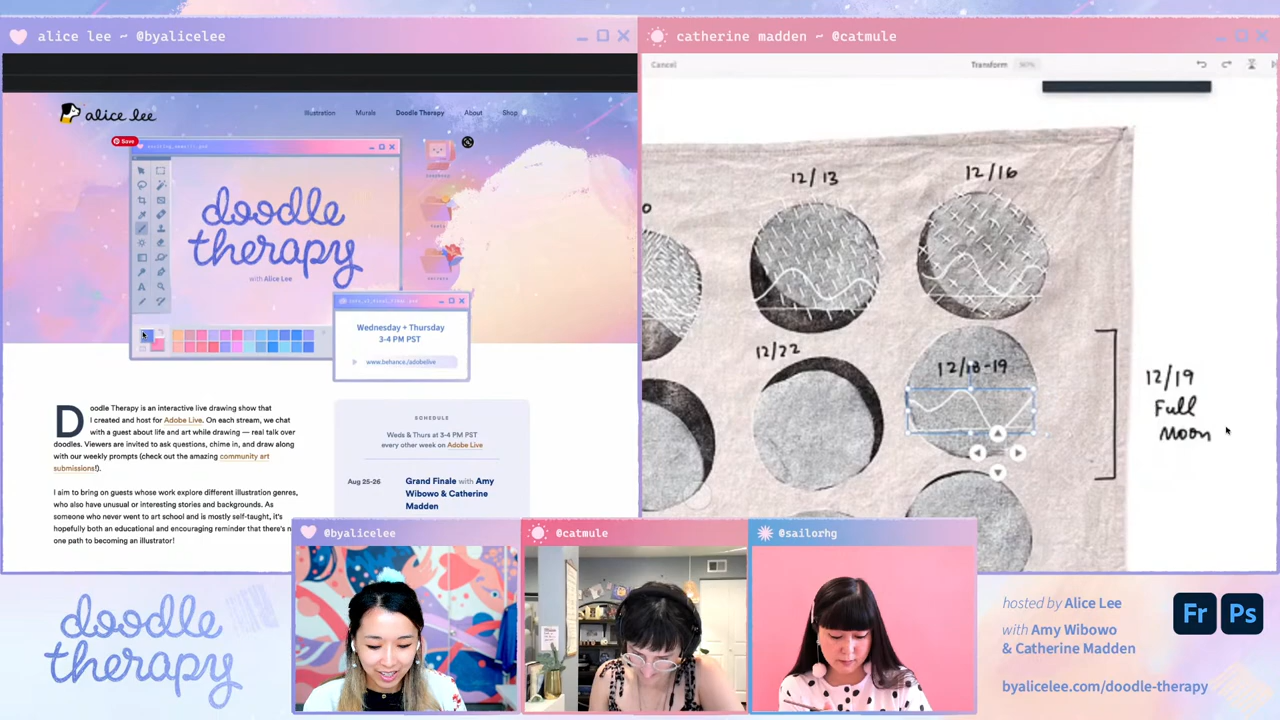 alice lee ~ @byalicelee
alice lee
Illustration Murals Doodle Therapy About Shop
Save
doodle
therapy
with Alice Lee
Wednesday + Thursday
3-4 PM PST
www.behance./adobelive
Doodle Therapy is an interactive live drawing show that
I created and host for Adobe Live. On each stream, we chat
with a guest about life and art while drawing — real talk over
doodles. Viewers are invited to ask questions, chime in, and draw along
with our weekly prompts (check out the amazing community art
submissions!).
I aim to bring on guests whose work explore different illustration genres,
who also have unusual or interesting stories and backgrounds. As
someone who never went to art school and is mostly self-taught, it's
hopefully both an educational and encouraging reminder that there's n
one path to becoming an illustrator!
SCHEDULE
Weds & Thurs at 3-4 PM PST
every other week on Adobe Live
Aug 25-26
Grand Finale with Amy
Wibowo & Catherine
Madden
catherine madden ~ @catmule
Cancel Transform
12/13
12/16
12/22
12/18-19
12/19
Full
Moon
@byalicelee
@catmule
@sailorhg
doodle
therapy
hosted by Alice Lee
with Amy Wibowo
& Catherine Madden
byalicelee.com/doodle-therapy
Fr Ps